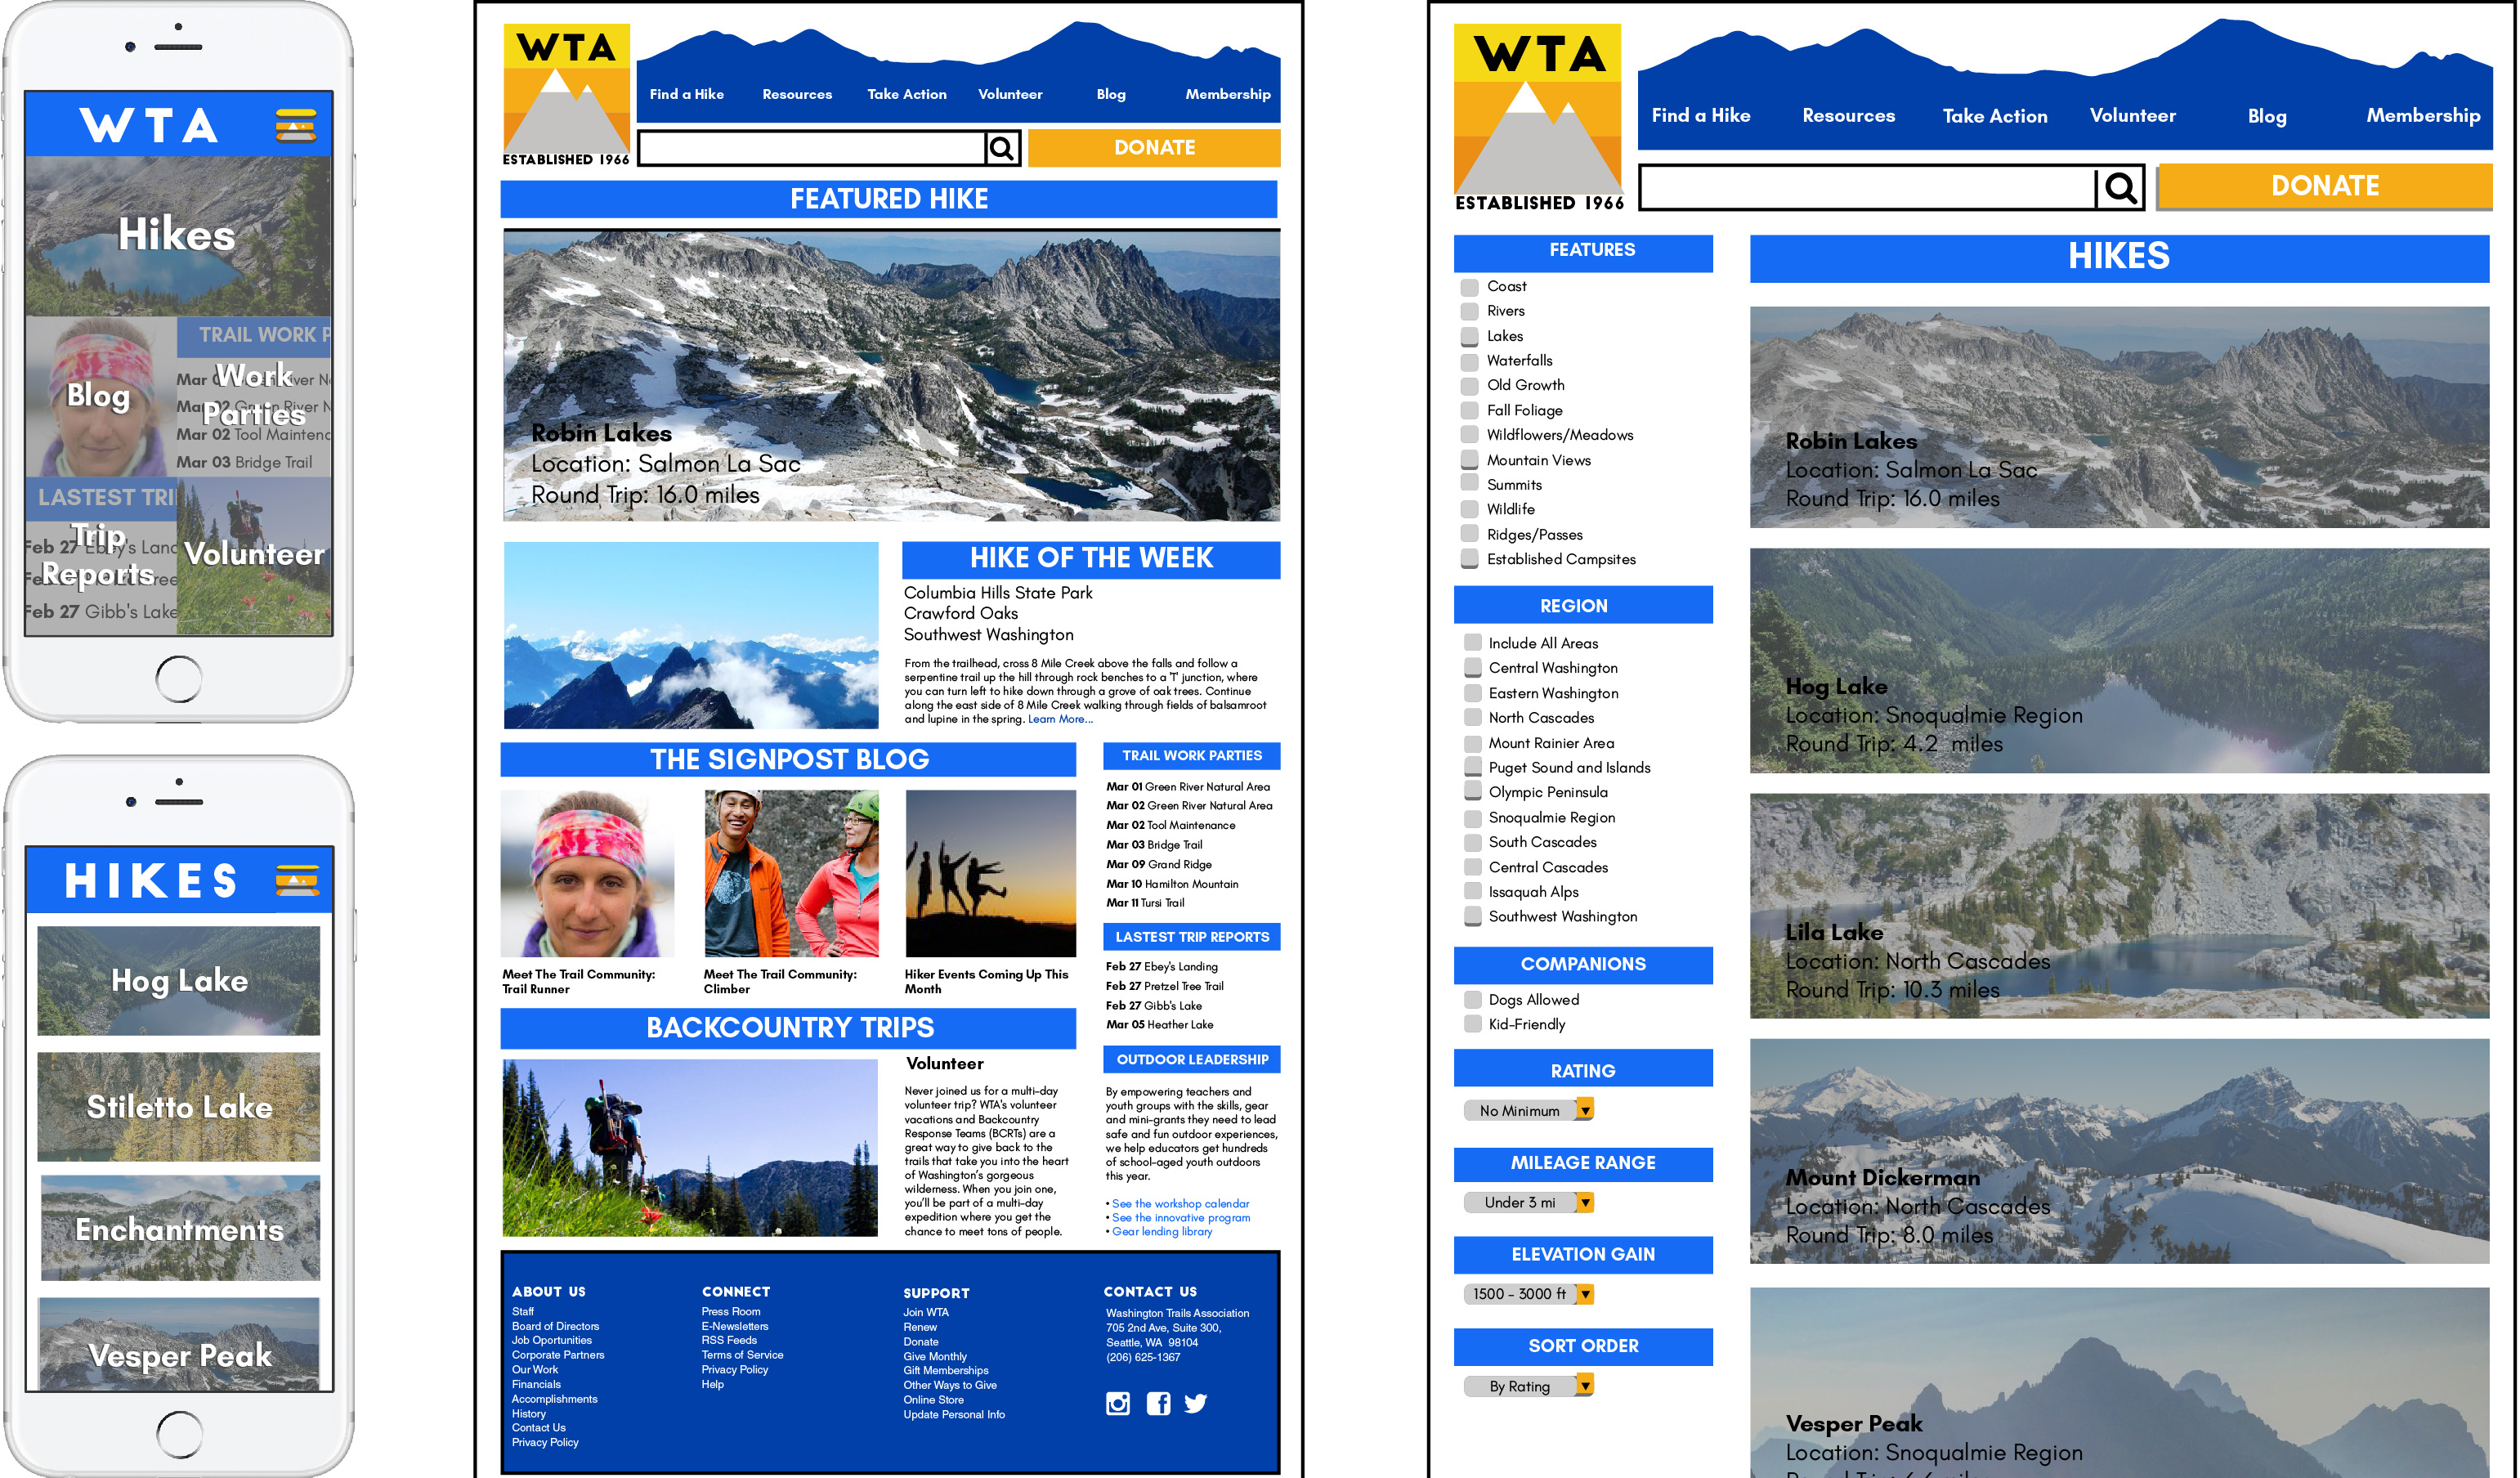 WTA
Hikes
TRAIL WORK P
Blog
Work
Parties
Mar 02 Tool Maintenc
Mar 03 Bridge Trail
LASTEST TRI
Trip
Reports
Feb 27 Ebey's Land
Feb 27 Gibb's Lake
Volunteer
HIKES
Hog Lake
Stiletto Lake
Enchantments
Vesper Peak
WTA
ESTABLISHED 1966
Find a Hike Resources Take Action Volunteer Blog Membership
DONATE
FEATURED HIKE
Robin Lakes
Location: Salmon La Sac
Round Trip: 16.0 miles
HIKE OF THE WEEK
Columbia Hills State Park
Crawford Oaks
Southwest Washington
From the trailhead, cross 8 Mile Creek above the falls and follow a
serpentine trail up the hill through rock benches to a 'T' junction, where
you can turn left to hike down through a grove of oak trees. Continue
along the east side of 8 Mile Creek walking through fields of balsamroot
and lupine in the spring. Learn More...
THE SIGNPOST BLOG
Meet The Trail Community:
Trail Runner
Meet The Trail Community:
Climber
Hiker Events Coming Up This
Month
BACKCOUNTRY TRIPS
Volunteer
Never joined us for a multi-day
volunteer trip? WTA's volunteer
vacations and Backcountry
Response Teams (BCRTs) are a
great way to give back to the
trails that take you into the heart
of Washington's gorgeous
wilderness. When you join one,
you'll be part of a multi-day
expedition where you get the
chance to meet tons of people.
TRAIL WORK PARTIES
Mar 01 Green River Natural Area
Mar 02 Green River Natural Area
Mar 02 Tool Maintenance
Mar 03 Bridge Trail
Mar 09 Grand Ridge
Mar 10 Hamilton Mountain
Mar 11 Tursi Trail
LASTEST TRIP REPORTS
Feb 27 Ebey's Landing
Feb 27 Pretzel Tree Trail
Feb 27 Gibb's Lake
Mar 05 Heather Lake
OUTDOOR LEADERSHIP
By empowering teachers and
youth groups with the skills, gear
and mini-grants they need to lead
safe and fun outdoor experiences,
we help educators get hundreds
of school-aged youth outdoors
this year.
• See the workshop calendar
• See the innovative program
• Gear lending library
ABOUT US
Staff
Board of Directors
Job Oportunities
Corporate Partners
Our Work
Financials
Accomplishments
History
Contact Us
Privacy Policy
CONNECT
Press Room
E-Newsletters
RSS Feeds
Terms of Service
Privacy Policy
Help
SUPPORT
Join WTA
Renew
Donate
Give Monthly
Gift Memberships
Other Ways to Give
Online Store
Update Personal Info
CONTACT US
Washington Trails Association
705 2nd Ave, Suite 300,
Seattle, WA 98104
(206) 625-1367
WTA
ESTABLISHED 1966
Find a Hike Resources Take Action Volunteer Blog Membership
DONATE
FEATURES
Coast
Rivers
Lakes
Waterfalls
Old Growth
Fall Foliage
Wildflowers/Meadows
Mountain Views
Summits
Wildlife
Ridges/Passes
Established Campsites
REGION
Include All Areas
Central Washington
Eastern Washington
North Cascades
Mount Rainier Area
Puget Sound and Islands
Olympic Peninsula
Snoqualmie Region
South Cascades
Central Cascades
Issaquah Alps
Southwest Washington
COMPANIONS
Dogs Allowed
Kid-Friendly
RATING
No Minimum
MILEAGE RANGE
Under 3 mi
ELEVATION GAIN
1500 - 3000 ft
SORT ORDER
By Rating
HIKES
Robin Lakes
Location: Salmon La Sac
Round Trip: 16.0 miles
Hog Lake
Location: Snoqualmie Region
Round Trip: 4.2 miles
Lila Lake
Location: North Cascades
Round Trip: 10.3 miles
Mount Dickerman
Location: North Cascades
Round Trip: 8.0 miles
Vesper Peak
Location: Snoqualmie Region